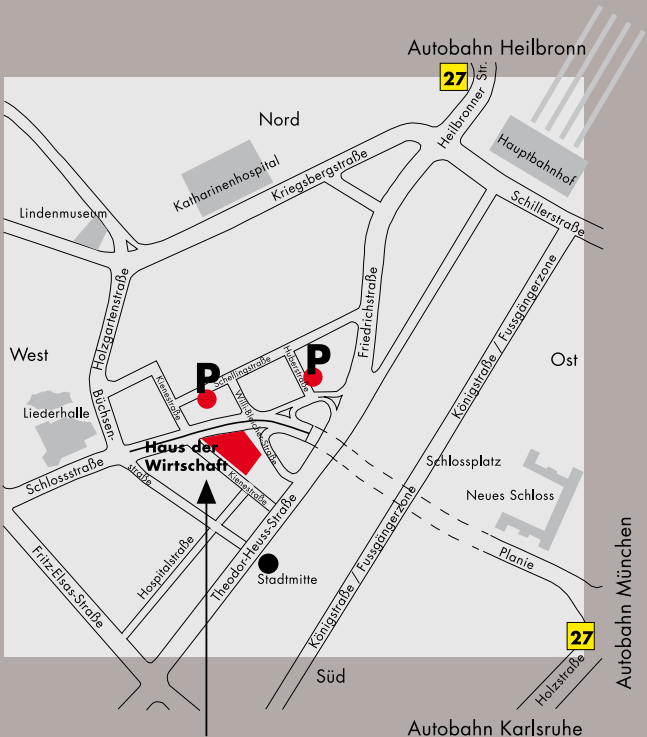 Autobahn Heilbronn
27
Heilbronner Str.
Nord
Hauptbahnhof
Katharinenhospital
Kriegsbergstraße
Schillerstraße
Lindenmuseum
Holzgartenstraße
Friedrichstraße
Königstraße / Fussgängerzone
West
P
P
Schellingstraße
Huberstraße
Ost
Kienestraße
Willi-Bleicher-Straße
Liederhalle
Büchsen-
straße
Haus der
Wirtschaft
Schlossstraße
Kienestraße
Schlossplatz
Neues Schloss
Hospitalstraße
Theodor-Heuss-Straße
Stadtmitte
Fritz-Elsas-Straße
Königstraße / Fussgängerzone
Planie
27
Autobahn München
Süd
Holzstraße
Autobahn Karlsruhe